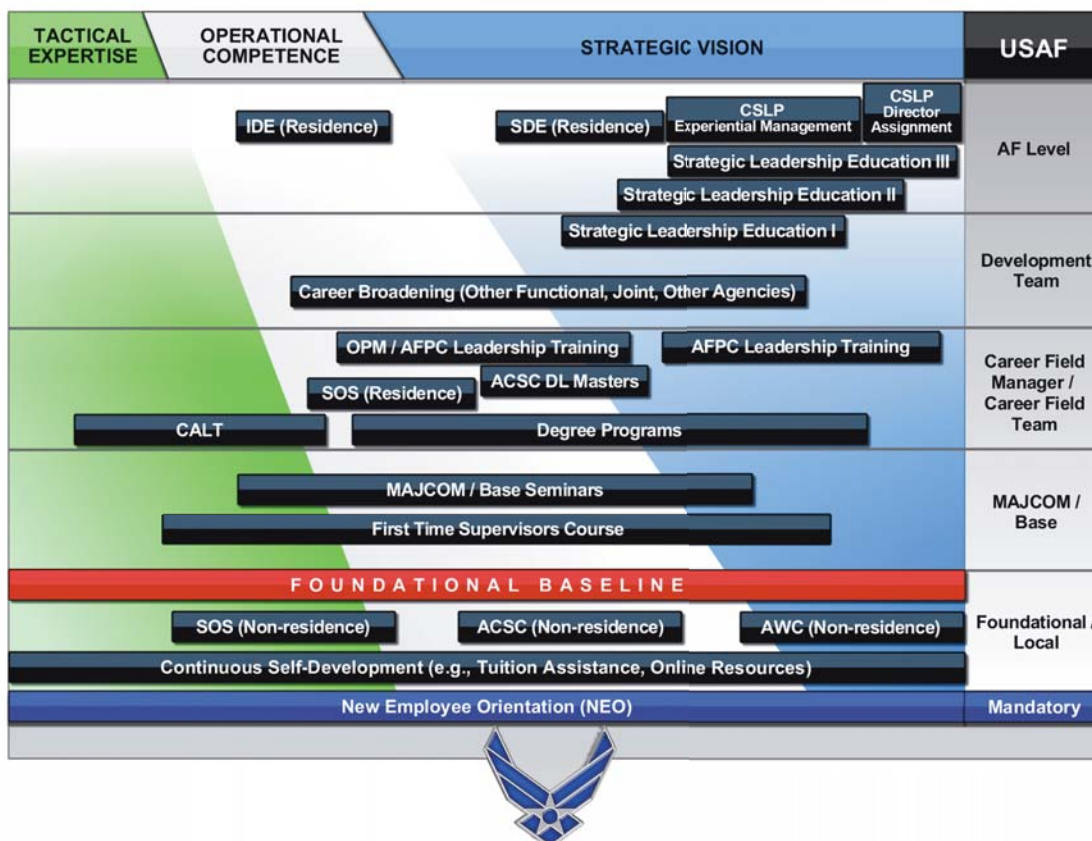 TACTICAL
EXPERTISE
OPERATIONAL
COMPETENCE
STRATEGIC VISION
USAF
IDE (Residence)
SDE (Residence)
CSLP
Experiential Management
CSLP
Director
Assignment
Strategic Leadership Education III
Strategic Leadership Education II
AF Level
Strategic Leadership Education I
Career Broadening (Other Functional, Joint, Other Agencies)
Development
Team
OPM / AFPC Leadership Training
AFPC Leadership Training
SOS (Residence)
ACSC DL Masters
CALT
Degree Programs
Career Field
Manager /
Career Field
Team
MAJCOM / Base Seminars
First Time Supervisors Course
MAJCOM /
Base
FOUNDATIONAL BASELINE
SOS (Non-residence)
ACSC (Non-residence)
AWC (Non-residence)
Continuous Self-Development (e.g., Tuition Assistance, Online Resources)
Foundational /
Local
New Employee Orientation (NEO)
Mandatory